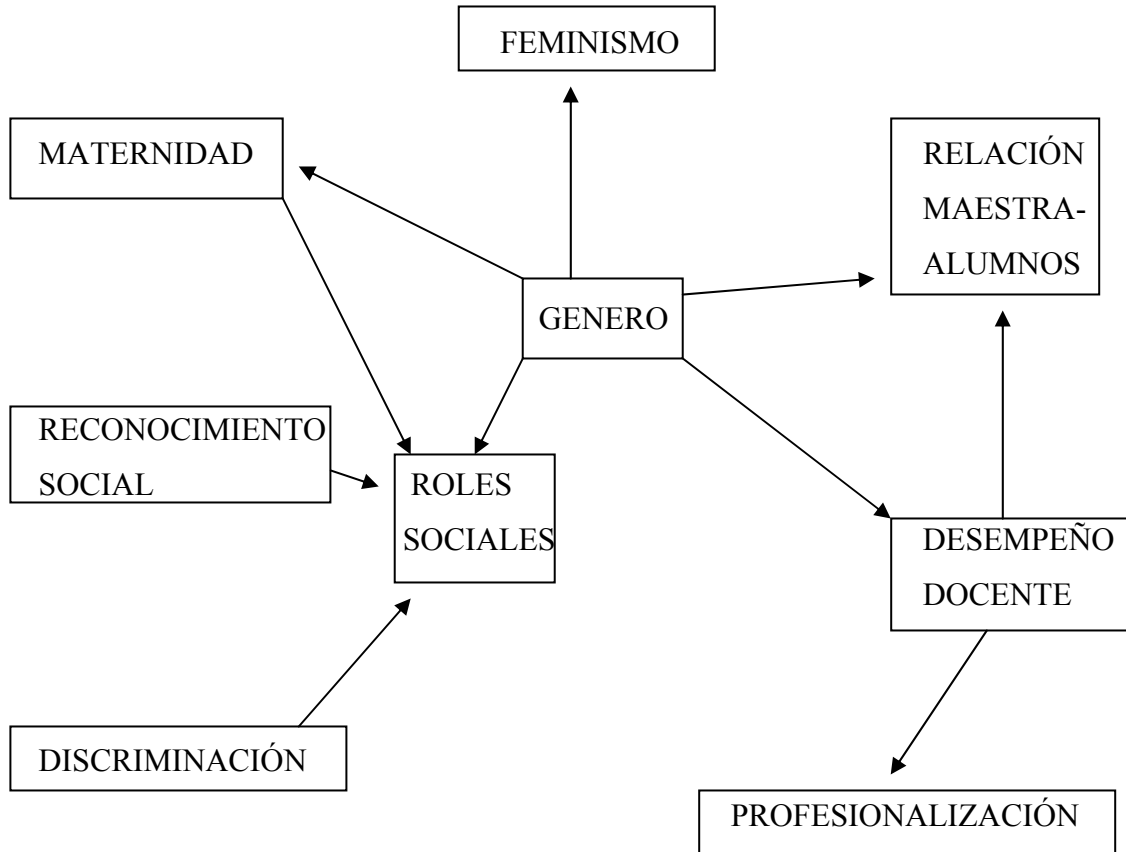 FEMINISMO
MATERNIDAD
RELACIÓN
MAESTRA-
ALUMNOS
GENERO
RECONOCIMIENTO
SOCIAL
ROLES
SOCIALES
DESEMPEÑO
DOCENTE
DISCRIMINACIÓN
PROFESIONALIZACIÓN